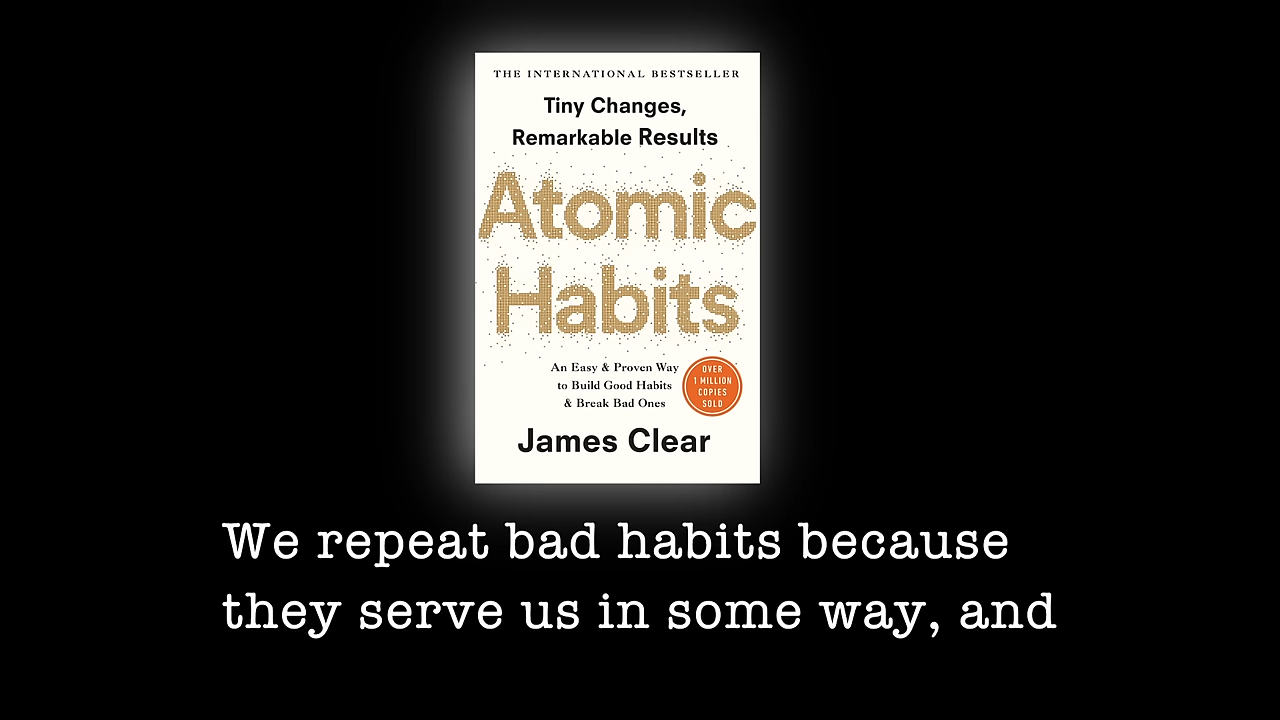 THE INTERNATIONAL BESTSELLER
Tiny Changes,
Remarkable Results
Atomic
Habits
An Easy & Proven Way
to Build Good Habits
& Break Bad Ones
OVER
1 MILLION
COPIES
SOLD
James Clear
We repeat bad habits because
they serve us in some way, and